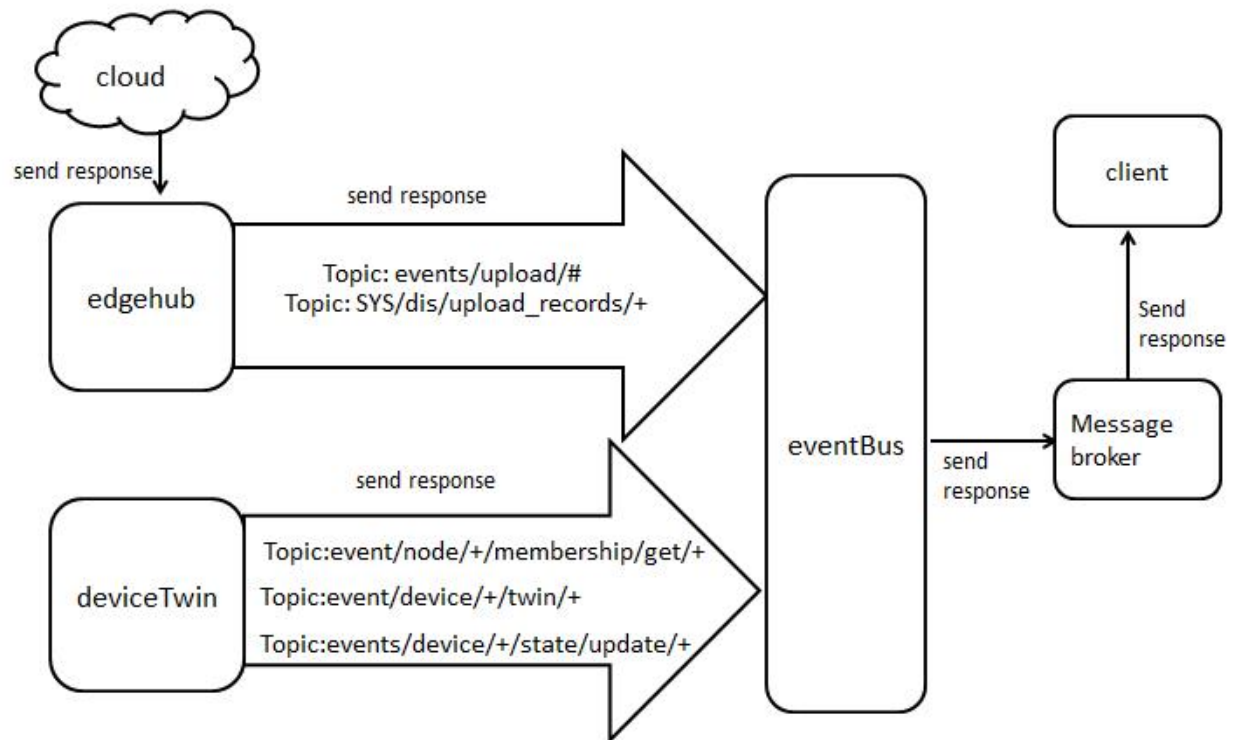 cloud
send response
edgehub
send response
Topic: events/upload/#
Topic: SYS/dis/upload_records/+
deviceTwin
send response
Topic:event/node/+/membership/get/+
Topic:event/device/+/twin/+
Topic:events/device/+/state/update/+
eventBus
send
response
Message
broker
Send
response
client